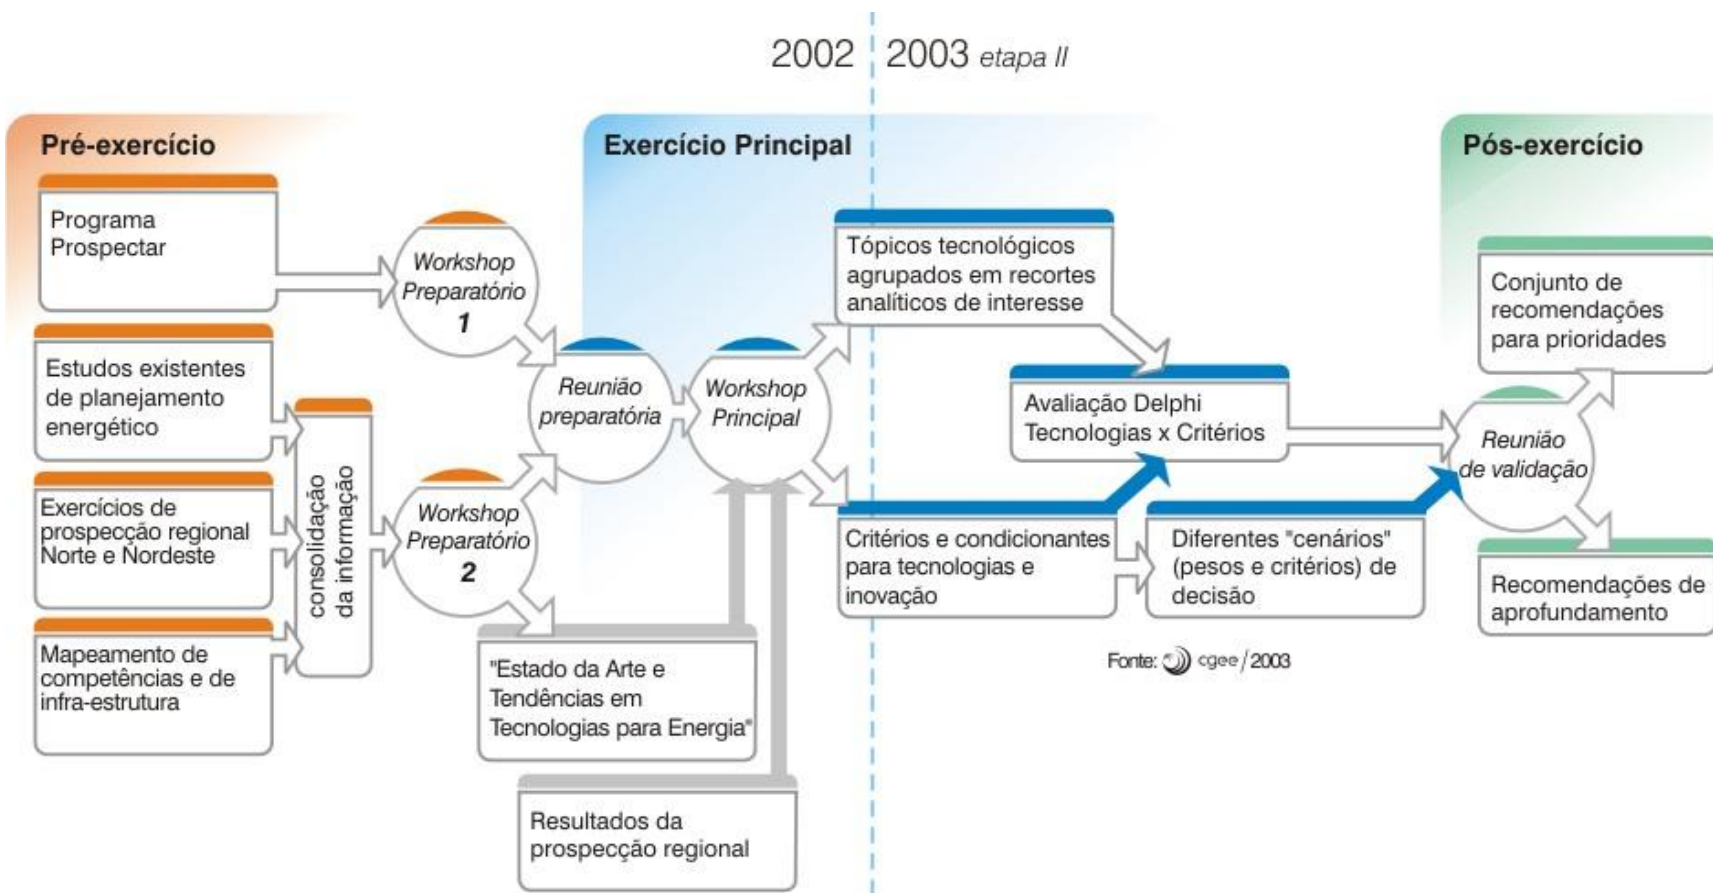 2002
2003 etapa II
Pré-exercício
Exercício Principal
Pós-exercício
Programa
Prospectar
Estudos existentes
de planejamento
energético
Exercícios de
prospecção regional
Norte e Nordeste
Mapeamento de
competências e de
infra-estrutura
consolidação
da informação
Workshop
Preparatório
1
Workshop
Preparatório
2
"Estado da Arte e
Tendências em
Tecnologias para Energia"
Resultados da
prospecção regional
Reunião
preparatória
Workshop
Principal
Tópicos tecnológicos
agrupados em recortes
analíticos de interesse
Avaliação Delphi
Tecnologias x Critérios
Critérios e condicionantes
para tecnologias e
inovação
Diferentes "cenários"
(pesos e critérios) de
decisão
Fonte: cgee/2003
Reunião
de validação
Conjunto de
recomendações
para prioridades
Recomendações de
aprofundamento